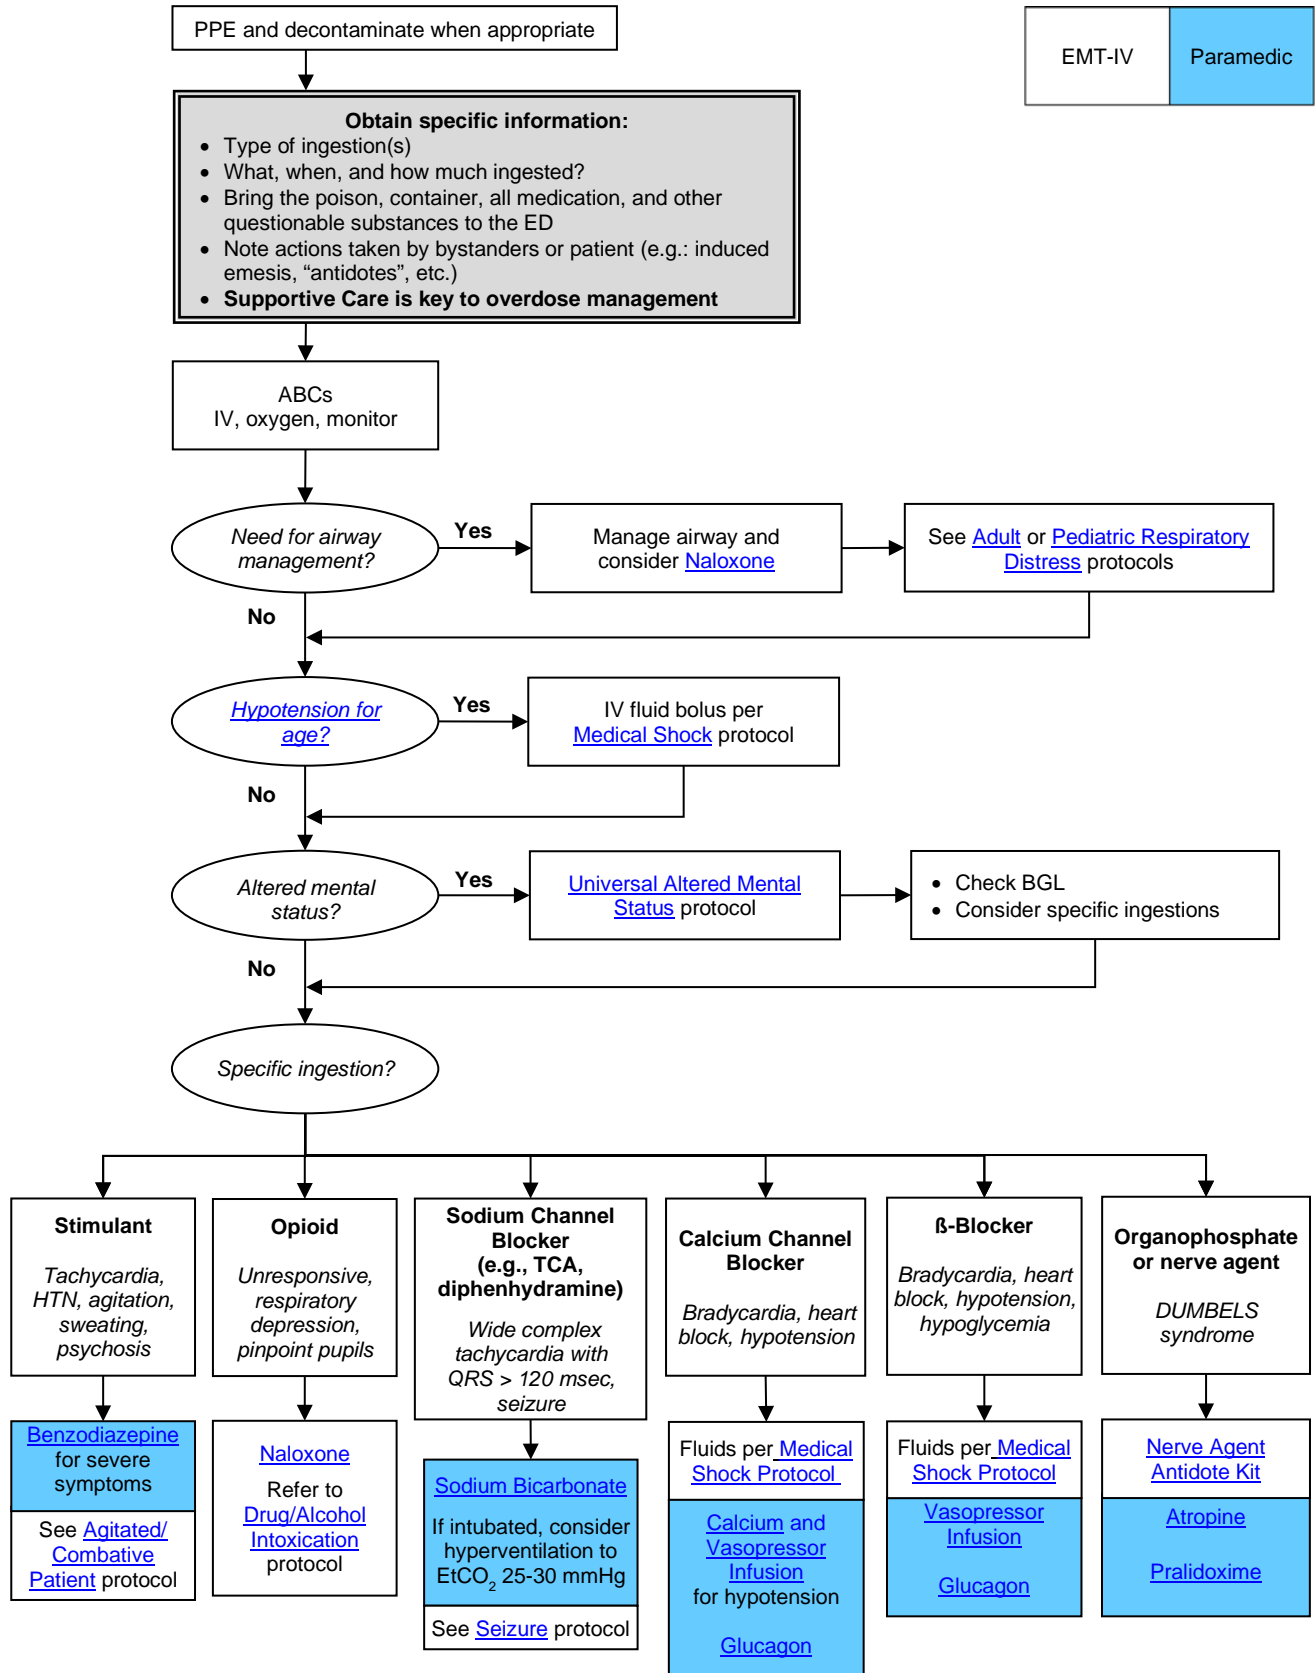 PPE and decontaminate when appropriate
EMT-IV
Paramedic
Obtain specific information:
• Type of ingestion(s)
• What, when, and how much ingested?
• Bring the poison, container, all medication, and other
questionable substances to the ED
• Note actions taken by bystanders or patient (e.g.: induced
emesis, “antidotes”, etc.)
• Supportive Care is key to overdose management
ABCs
IV, oxygen, monitor
Need for airway
management?
Yes
Manage airway and
consider Naloxone
See Adult or Pediatric Respiratory
Distress protocols
No
Hypotension for
age?
Yes
IV fluid bolus per
Medical Shock protocol
No
Altered mental
status?
Yes
Universal Altered Mental
Status protocol
• Check BGL
• Consider specific ingestions
No
Specific ingestion?
Stimulant
Tachycardia,
HTN, agitation,
sweating,
psychosis
Benzodiazepine
for severe
symptoms
See Agitated/
Combative
Patient protocol
Opioid
Unresponsive,
respiratory
depression,
pinpoint pupils
Naloxone
Refer to
Drug/Alcohol
Intoxication
protocol
Sodium Channel
Blocker
(e.g., TCA,
diphenhydramine)
Wide complex
tachycardia with
QRS > 120 msec,
seizure
Sodium Bicarbonate
If intubated, consider
hyperventilation to
EtCO2 25-30 mmHg
See Seizure protocol
Calcium Channel
Blocker
Bradycardia, heart
block, hypotension
Fluids per Medical
Shock Protocol
Calcium and
Vasopressor
Infusion
for hypotension
Glucagon
ß-Blocker
Bradycardia, heart
block, hypotension,
hypoglycemia
Fluids per Medical
Shock Protocol
Vasopressor
Infusion
Glucagon
Organophosphate
or nerve agent
DUMBELS
syndrome
Nerve Agent
Antidote Kit
Atropine
Pralidoxime